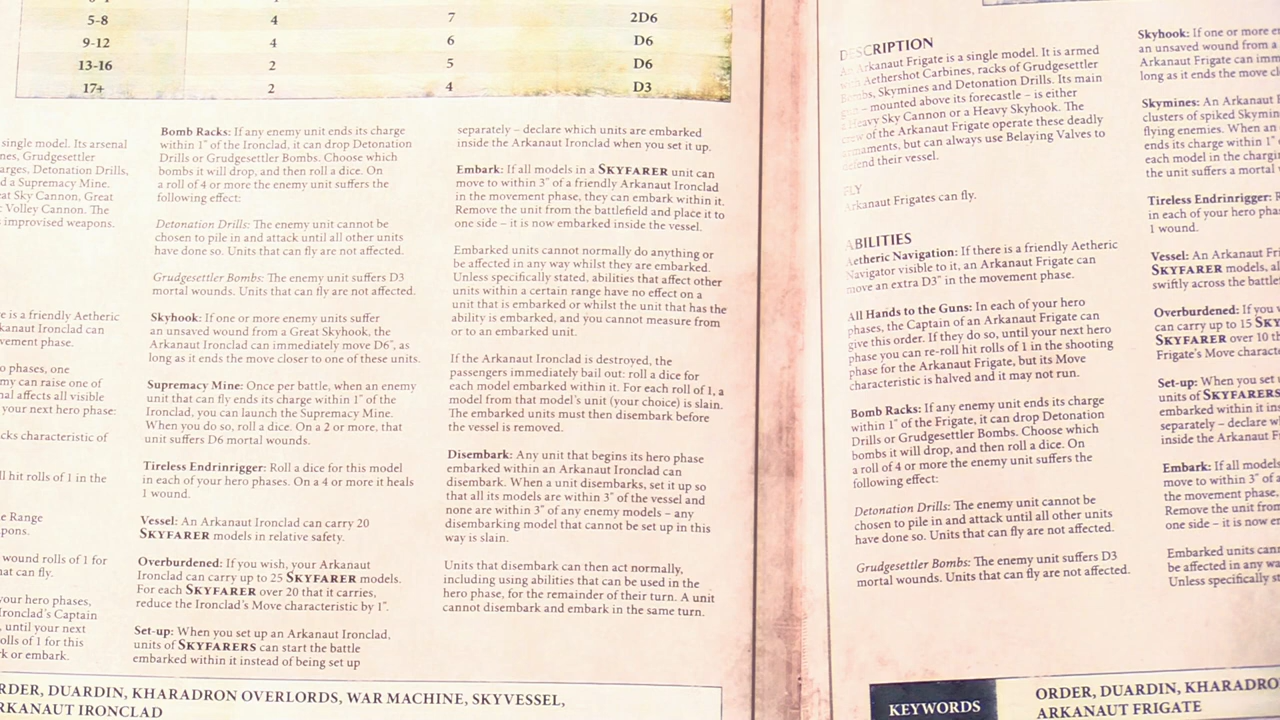 5-8 4 7 2D6
9-12 4 6 D6
13-16 2 5 D6
17+ 2 4 D3
single model. Its arsenal
nes, Grudgesettler
arges, Detonation Drills,
d a Supremacy Mine.
eat Sky Cannon, Great
Volley Cannon. The
improvised weapons.
e is a friendly Aetheric
kanaut Ironclad can
vement phase.
o phases, one
my can raise one of
nal affects all visible
your next hero phase:
cks characteristic of
ll hit rolls of 1 in the
e Range
pons.
wound rolls of 1 for
hat can fly.
your hero phases,
Ironclad's Captain
, until your next
olls of 1 for this
rk or embark.
Bomb Racks: If any enemy unit ends its charge
within 1" of the Ironclad, it can drop Detonation
Drills or Grudgesettler Bombs. Choose which
bombs it will drop, and then roll a dice. On
a roll of 4 or more the enemy unit suffers the
following effect:
Detonation Drills: The enemy unit cannot be
chosen to pile in and attack until all other units
have done so. Units that can fly are not affected.
Grudgesettler Bombs: The enemy unit suffers D3
mortal wounds. Units that can fly are not affected.
Skyhook: If one or more enemy units suffer
an unsaved wound from a Great Skyhook, the
Arkanaut Ironclad can immediately move D6", as
long as it ends the move closer to one of these units.
Supremacy Mine: Once per battle, when an enemy
unit that can fly ends its charge within 1" of the
Ironclad, you can launch the Supremacy Mine.
When you do so, roll a dice. On a 2 or more, that
unit suffers D6 mortal wounds.
Tireless Endrinrigger: Roll a dice for this model
in each of your hero phases. On a 4 or more it heals
1 wound.
Vessel: An Arkanaut Ironclad can carry 20
SKYFARER models in relative safety.
Overburdened: If you wish, your Arkanaut
Ironclad can carry up to 25 SKYFARER models.
For each SKYFARER over 20 that it carries,
reduce the Ironclad's Move characteristic by 1".
Set-up: When you set up an Arkanaut Ironclad,
units of SKYFARERS can start the battle
embarked within it instead of being set up
separately – declare which units are embarked
inside the Arkanaut Ironclad when you set it up.
Embark: If all models in a SKYFARER unit can
move to within 3" of a friendly Arkanaut Ironclad
in the movement phase, they can embark within it.
Remove the unit from the battlefield and place it to
one side – it is now embarked inside the vessel.
Embarked units cannot normally do anything or
be affected in any way whilst they are embarked.
Unless specifically stated, abilities that affect other
units within a certain range have no effect on a
unit that is embarked or whilst the unit that has the
ability is embarked, and you cannot measure from
or to an embarked unit.
If the Arkanaut Ironclad is destroyed, the
passengers immediately bail out: roll a dice for
each model embarked within it. For each roll of 1, a
model from that model's unit (your choice) is slain.
The embarked units must then disembark before
the vessel is removed.
Disembark: Any unit that begins its hero phase
embarked within an Arkanaut Ironclad can
disembark. When a unit disembarks, set it up so
that all its models are within 3" of the vessel and
none are within 3" of any enemy models – any
disembarking model that cannot be set up in this
way is slain.
Units that disembark can then act normally,
including using abilities that can be used in the
hero phase, for the remainder of their turn. A unit
cannot disembark and embark in the same turn.
RDER, DUARDIN, KHARADRON OVERLORDS, WAR MACHINE, SKYVESSEL,
RKANAUT IRONCLAD
DESCRIPTION
An Arkanaut Frigate is a single model. It is armed
with Aethershot Carbines, racks of Grudgesettler
Bombs, Skymines and Detonation Drills. Its main
– mounted above its forecastle – is either
a Heavy Sky Cannon or a Heavy Skyhook. The
crew of the Arkanaut Frigate operate these deadly
armaments, but can always use Belaying Valves to
defend their vessel.
FLY
Arkanaut Frigates can fly.
ABILITIES
Aetheric Navigation: If there is a friendly Aetheric
Navigator visible to it, an Arkanaut Frigate can
move an extra D3" in the movement phase.
All Hands to the Guns: In each of your hero
phases, the Captain of an Arkanaut Frigate can
give this order. If they do so, until your next hero
phase you can re-roll hit rolls of 1 in the shooting
phase for the Arkanaut Frigate, but its Move
characteristic is halved and it may not run.
Bomb Racks: If any enemy unit ends its charge
within 1" of the Frigate, it can drop Detonation
Drills or Grudgesettler Bombs. Choose which
bombs it will drop, and then roll a dice. On
a roll of 4 or more the enemy unit suffers the
following effect:
Detonation Drills: The enemy unit cannot be
chosen to pile in and attack until all other units
have done so. Units that can fly are not affected.
Grudgesettler Bombs: The enemy unit suffers D3
mortal wounds. Units that can fly are not affected.
Skyhook: If one or more e
an unsaved wound from a
Arkanaut Frigate can imm
long as it ends the move cl
Skymines: An Arkanaut
clusters of spiked Skymin
flying enemies. When an
ends its charge within 1"
each model in the chargin
the unit suffers a mortal
Tireless Endrinrigger: R
in each of your hero pha
1 wound.
Vessel: An Arkanaut Fri
SKYFARER models, al
swiftly across the battle
Overburdened: If you w
can carry up to 15 SKY
SKYFARER over 10 th
Frigate's Move charact
Set-up: When you set u
units of SKYFARERS
embarked within it ins
separately – declare w
inside the Arkanaut F
Embark: If all models
move to within 3" of a
the movement phase,
Remove the unit from
one side – it is now e
Embarked units cann
be affected in any wa
Unless specifically s
KEYWORDS
ORDER, DUARDIN, KHARADRO
ARKANAUT FRIGATE